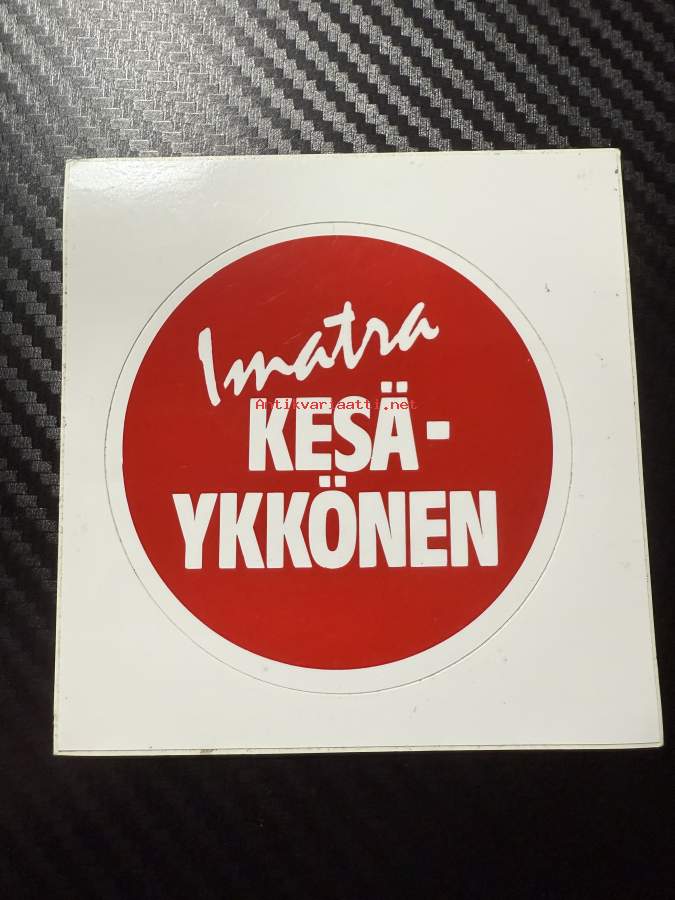 Imatra
Antikvariaatti.net
KESÄ-
YKKÖNEN